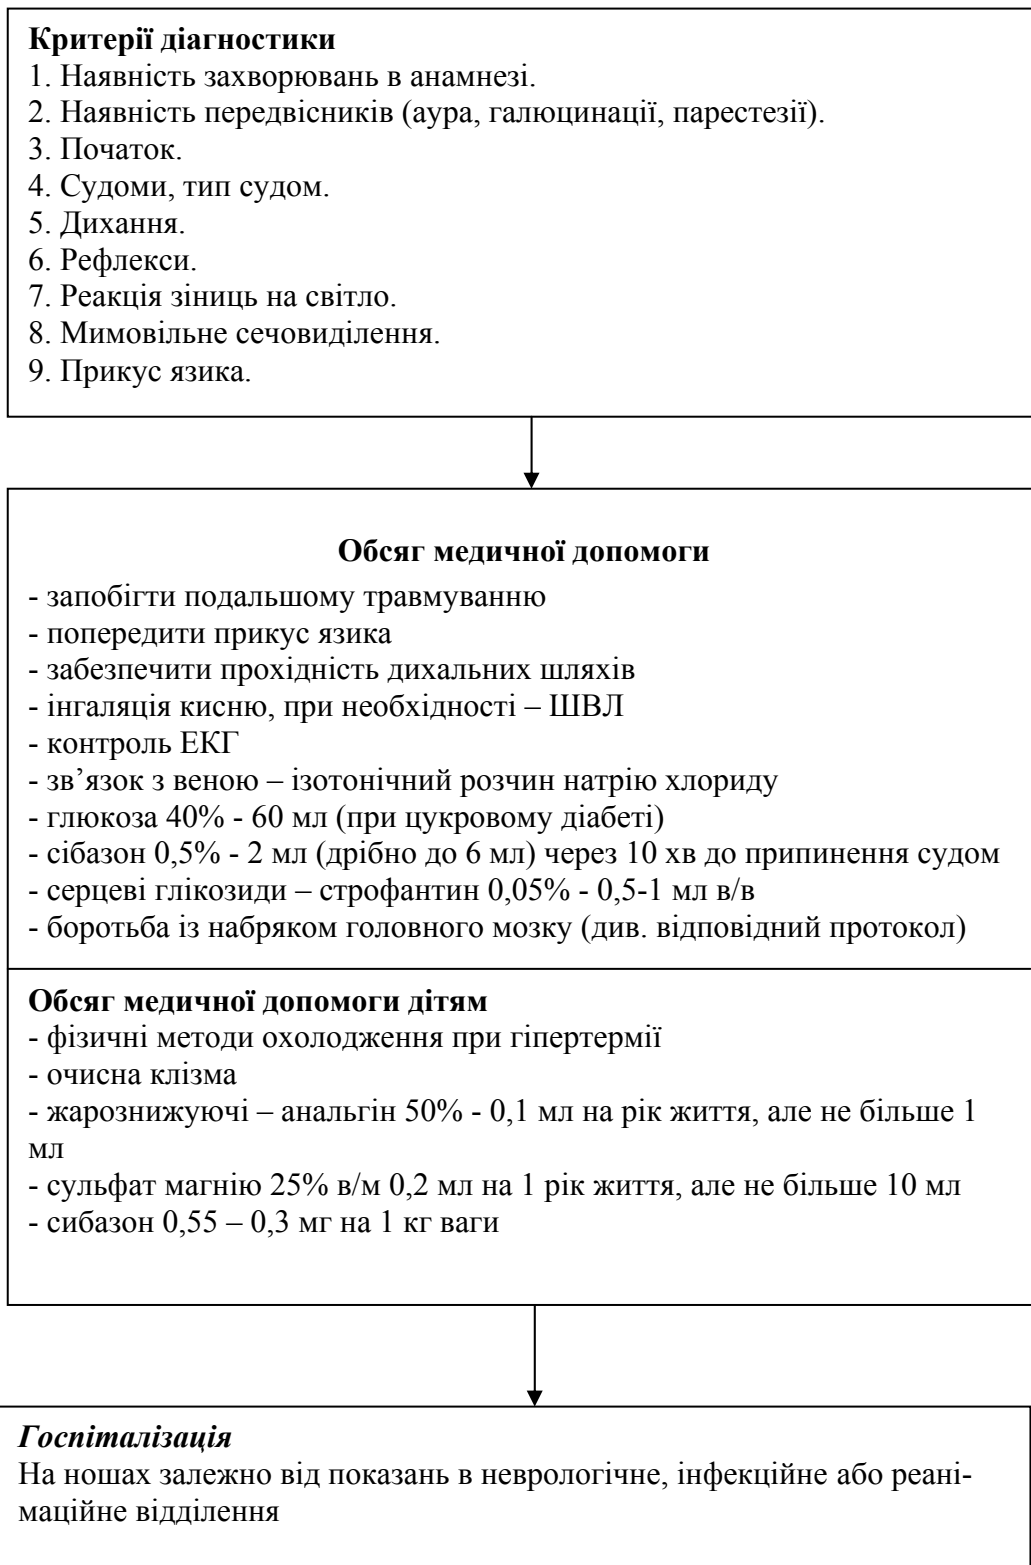 Критерії діагностики
1. Наявність захворювань в анамнезі.
2. Наявність передвісників (аура, галюцинації, парестезії).
3. Початок.
4. Судоми, тип судом.
5. Дихання.
6. Рефлекси.
7. Реакція зіниць на світло.
8. Мимовільне сечовиділення.
9. Прикус язика.
Обсяг медичної допомоги
- запобігти подальшому травмуванню
- попередити прикус язика
- забезпечити прохідність дихальних шляхів
- інгаляція кисню, при необхідності – ШВЛ
- контроль ЕКГ
- зв’язок з веною – ізотонічний розчин натрію хлориду
- глюкоза 40% - 60 мл (при цукровому діабеті)
- сібазон 0,5% - 2 мл (дрібно до 6 мл) через 10 хв до припинення судом
- серцеві глікозиди – строфантин 0,05% - 0,5-1 мл в/в
- боротьба із набряком головного мозку (див. відповідний протокол)
Обсяг медичної допомоги дітям
- фізичні методи охолодження при гіпертермії
- очисна клізма
- жарознижуючі – анальгін 50% - 0,1 мл на рік життя, але не більше 1
мл
- сульфат магнію 25% в/м 0,2 мл на 1 рік життя, але не більше 10 мл
- сибазон 0,55 – 0,3 мг на 1 кг ваги
Госпіталізація
На ношах залежно від показань в неврологічне, інфекційне або реані-
маційне відділення